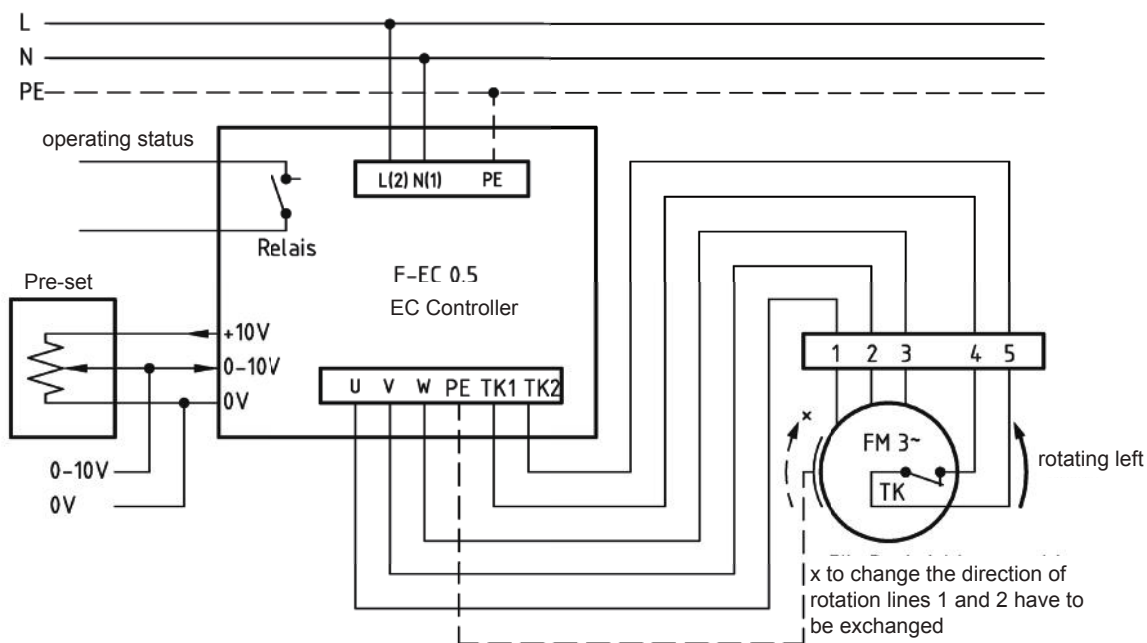 L
N
PE
operating status
L(2) N(1) PE
Relais
Pre-set
F-EC 0.5
EC Controller
+10V
0-10V
0V
U V W PE TK1 TK2
0-10V
0V
1 2 3 4 5
x
FM 3~
TK
rotating left
x to change the direction of
rotation lines 1 and 2 have to
be exchanged